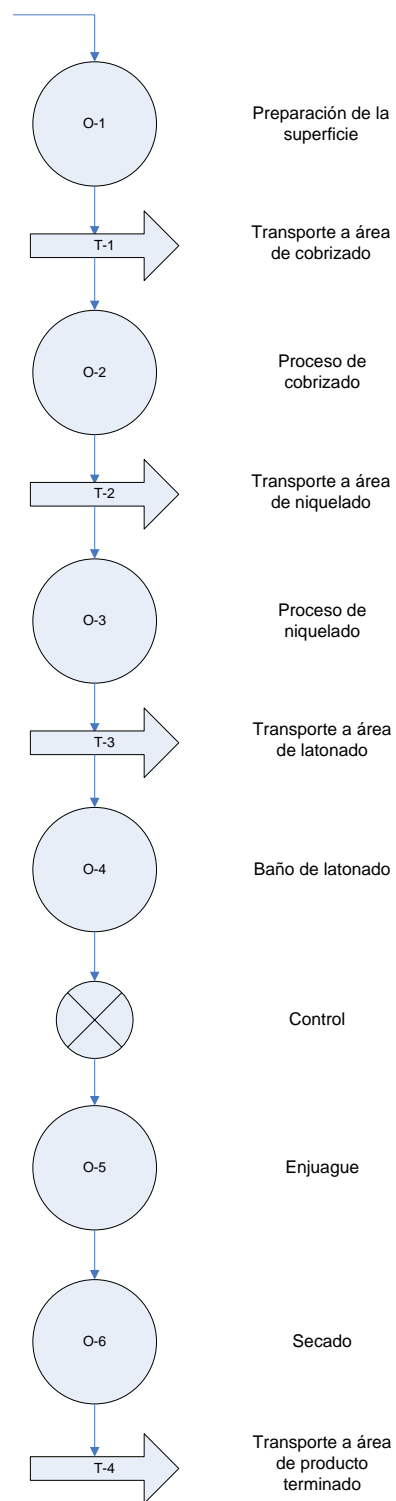 O-1
Preparación de la
superficie
T-1
Transporte a área
de cobrizado
O-2
Proceso de
cobrizado
T-2
Transporte a área
de niquelado
O-3
Proceso de
niquelado
T-3
Transporte a área
de latonado
O-4
Baño de latonado
Control
O-5
Enjuague
O-6
Secado
T-4
Transporte a área
de producto
terminado